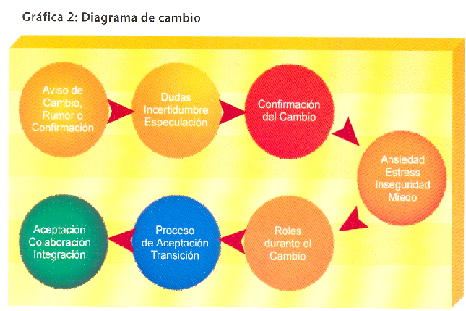 Gráfica 2: Diagrama de cambio
Aviso de
Cambio,
Rumor o
Confirmación
Dudas
Incertidumbre
Especulación
Confirmación
del Cambio
Ansiedad
Estress
Inseguridad
Miedo
Roles
durante el
Cambio
Proceso
de Aceptación
Transición
Aceptación
Colaboración
Integración